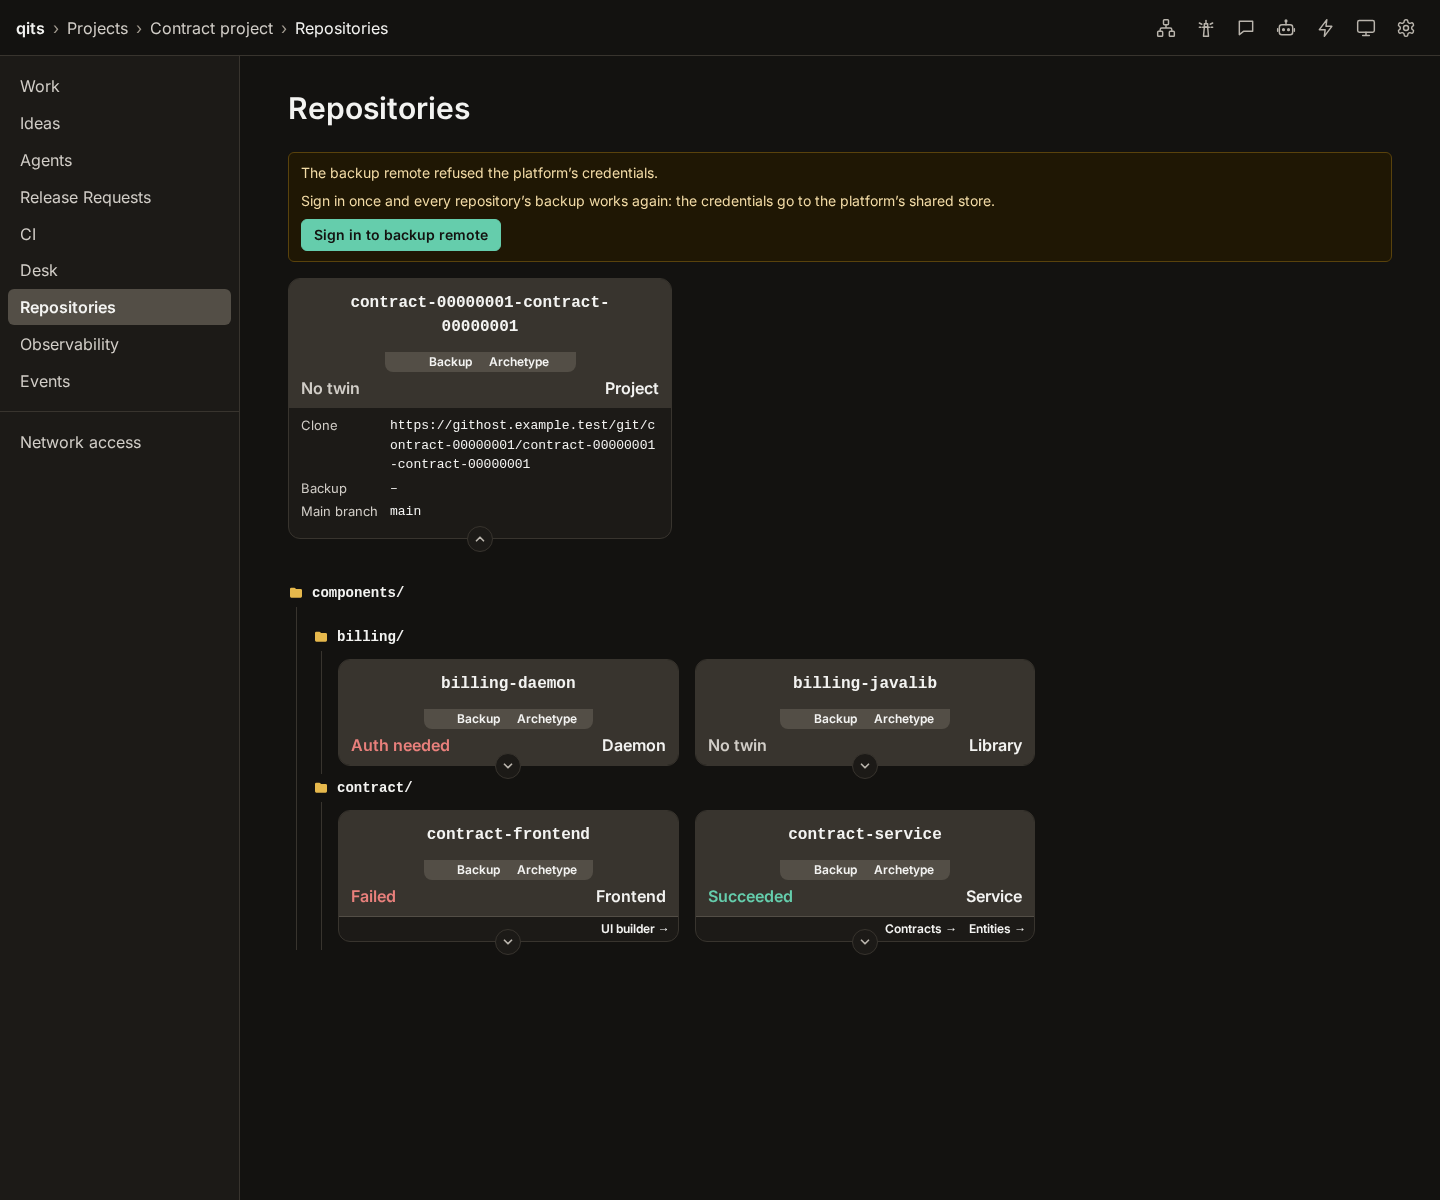 qits › Projects › Contract project › Repositories
Work
Ideas
Agents
Release Requests
CI
Desk
Repositories
Observability
Events
Network access
Repositories
The backup remote refused the platform’s credentials.
Sign in once and every repository’s backup works again: the credentials go to the platform’s shared store.
Sign in to backup remote
contract-00000001-contract-
00000001
Backup Archetype
No twin Project
Clone https://githost.example.test/git/c
ontract-00000001/contract-00000001
-contract-00000001
Backup –
Main branch main
components/
billing/
billing-daemon
Backup Archetype
Auth needed Daemon
billing-javalib
Backup Archetype
No twin Library
contract/
contract-frontend
Backup Archetype
Failed Frontend
UI builder →
contract-service
Backup Archetype
Succeeded Service
Contracts → Entities →